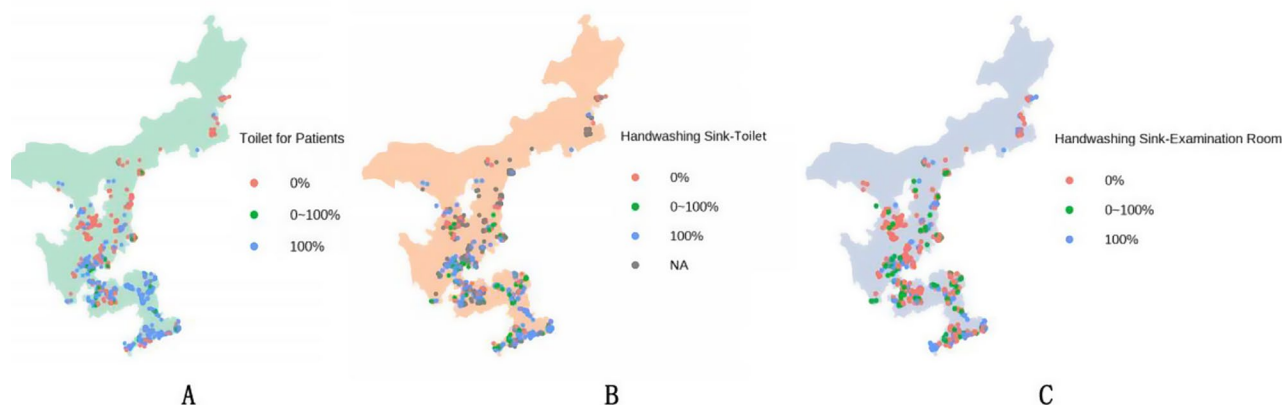 Toilet for Patients
0%
0~100%
100%
A
Handwashing Sink-Toilet
0%
0~100%
100%
NA
B
Handwashing Sink-Examination Room
0%
0~100%
100%
C